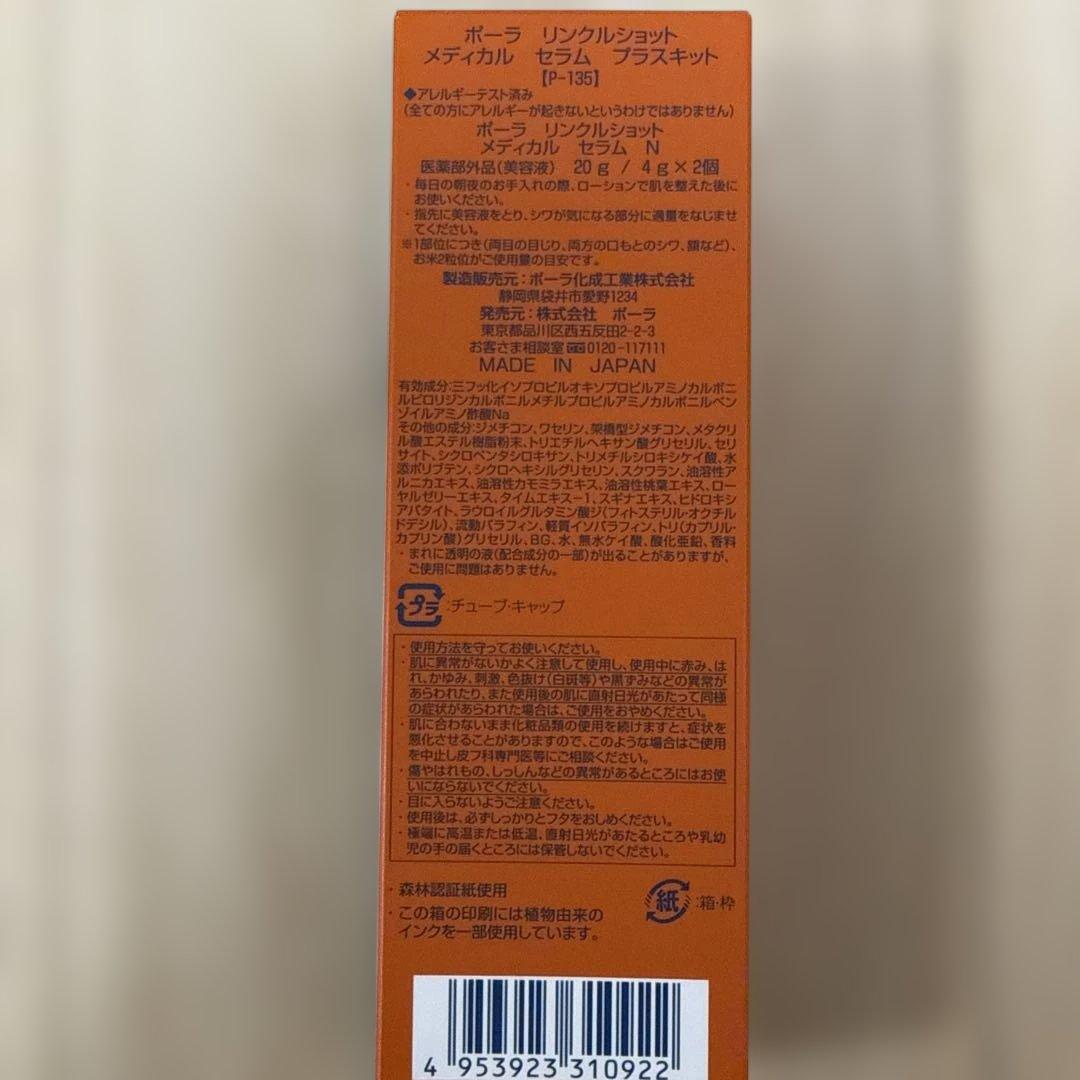 ポーラ リンクルショット
メディカル セラム プラスキット
【P-135】
◆アレルギーテスト済み
（全ての方にアレルギーが起きないというわけではありません）
ポーラ リンクルショット
メディカル セラム N
医薬部外品（美容液） 20g / 4g×2個
・毎日の朝夜のお手入れの際、ローションで肌を整えた後に
お使いください。
・指先に美容液をとり、シワが気になる部分に適量をなじませ
てください。
※1部位につき（両目の目じり、両方の口もとのシワ、額など）、
お米2粒位がご使用量の目安です。
製造販売元：ポーラ化成工業株式会社
静岡県袋井市愛野1234
発売元：株式会社 ポーラ
東京都品川区西五反田2-2-3
お客さま相談室 0120-117111
MADE IN JAPAN
有効成分：三フッ化イソプロピルオキソプロピルアミノカルボニ
ルピロリジンカルボニルメチルプロピルアミノカルボニルベン
ゾイルアミノ酢酸Na
その他の成分：ジメチコン、ワセリン、架橋型ジメチコン、メタクリ
ル酸エステル樹脂粉末、トリエチルヘキサン酸グリセリル、セリ
サイト、シクロペンタシロキサン、トリメチルシロキシケイ酸、水
添ポリブテン、シクロヘキシルグリセリン、スクワラン、油溶性ア
ルニカエキス、油溶性カモミラエキス、油溶性桃葉エキス、ロー
ヤルゼリーエキス、タイムエキス-1、スギナエキス、ヒドロキシ
アパタイト、ラウロイルグルタミン酸ジ（フィトステリル・オクチル
ドデシル）、流動パラフィン、軽質イソパラフィン、トリ（カプリル・
カプリン酸）グリセリル、BG、水、無水ケイ酸、酸化亜鉛、香料
・まれに透明の液（配合成分の一部）が出ることがありますが、
ご使用に問題はありません。
プラ：チューブ・キャップ
・使用方法を守ってお使いください。
・肌に異常がないかよく注意して使用し、使用中に赤み、は
れ、かゆみ、刺激、色抜け（白斑等）や黒ずみなどの異常が
あらわれたり、また使用後の肌に直射日光があたって同様
の症状があらわれた場合は、ご使用をおやめください。
・肌に合わないまま化粧品類の使用を続けますと、症状を
悪化させることがありますので、このような場合はご使用
を中止し皮フ科専門医等にご相談ください。
・傷やはれもの、しっしんなどの異常があるところにはお使
いにならないでください。
・目に入らないようご注意ください。
・使用後は、必ずしっかりとフタをおしめください。
・極端に高温または低温、直射日光があたるところや乳幼
児の手の届くところには保管しないでください。
・森林認証紙使用
紙：箱・枠
・この箱の印刷には植物由来の
インクを一部使用しています。
4 953923 310922